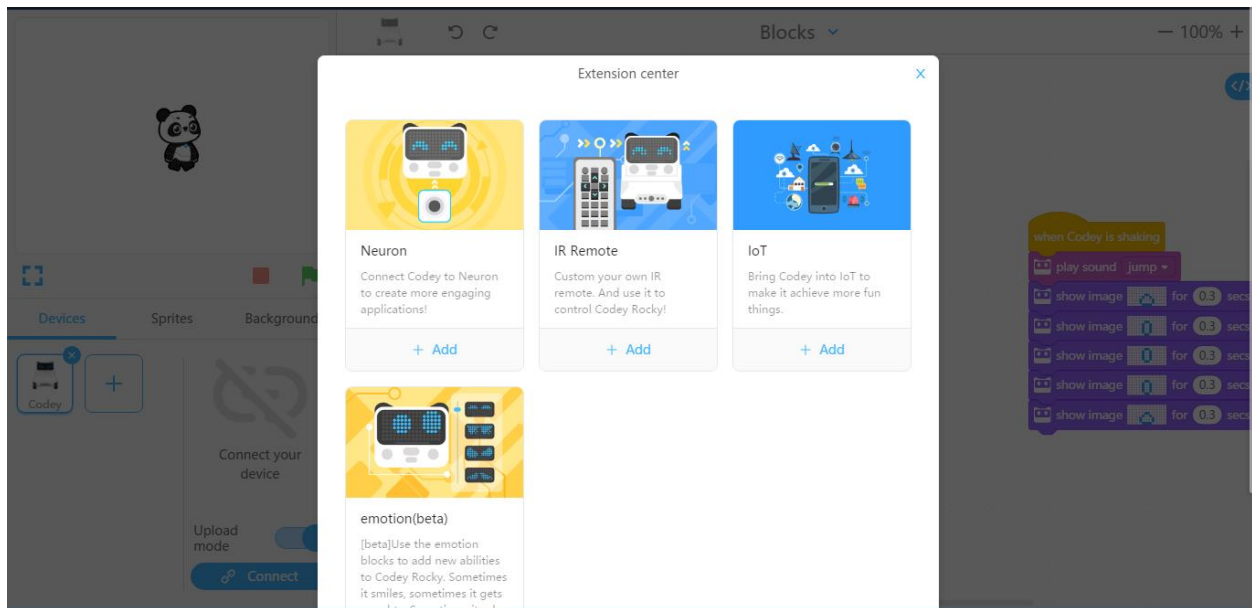 Blocks
100%
Extension center
X
Neuron
Connect Codey to Neuron
to create more engaging
applications!
+ Add
IR Remote
Custom your own IR
remote. And use it to
control Codey Rocky!
+ Add
IoT
Bring Codey into IoT to
make it achieve more fun
things.
+ Add
emotion(beta)
[beta]Use the emotion
blocks to add new abilities
to Codey Rocky. Sometimes
it smiles, sometimes it gets
Devices
Sprites
Background
Codey
Connect your
device
Upload
mode
Connect
when Codey is shaking
play sound jump
show image for 0.3 secs
show image for 0.3 secs
show image for 0.3 secs
show image for 0.3 secs
show image for 0.3 secs